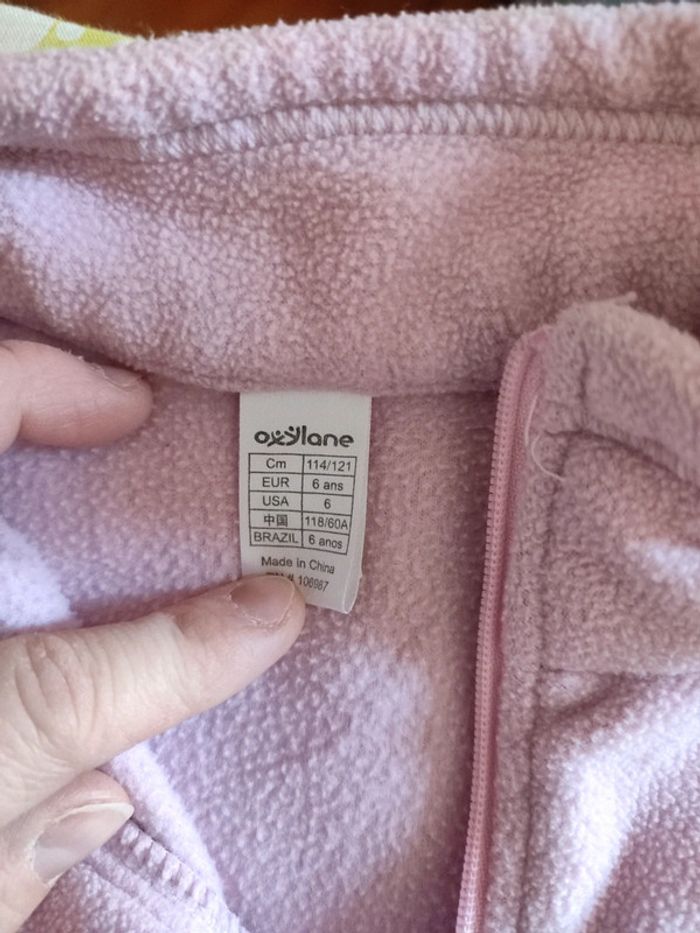 oxylane
Cm 114/121
EUR 6 ans
USA 6
中国 118/60A
BRAZIL 6 anos
Made in China
# 106987